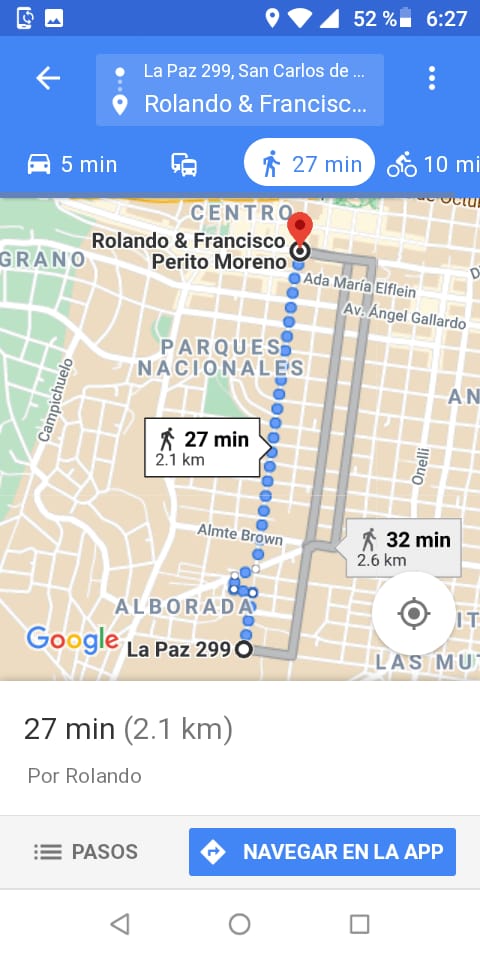 52 % 6:27
La Paz 299, San Carlos de ...
Rolando & Francisc...
5 min
27 min
10 mi
de Octu
CENTRO
Rolando & Francisco
Perito Moreno
GRANO
Ada María Elflein
Av. Ángel Gallardo
PARQUES
NACIONALES
Campichuelo
AN
27 min
2.1 km
Onelli
Almte Brown
32 min
2.6 km
ALBORADA
IT
Google
La Paz 299
LAS MUT
27 min (2.1 km)
Por Rolando
PASOS
NAVEGAR EN LA APP